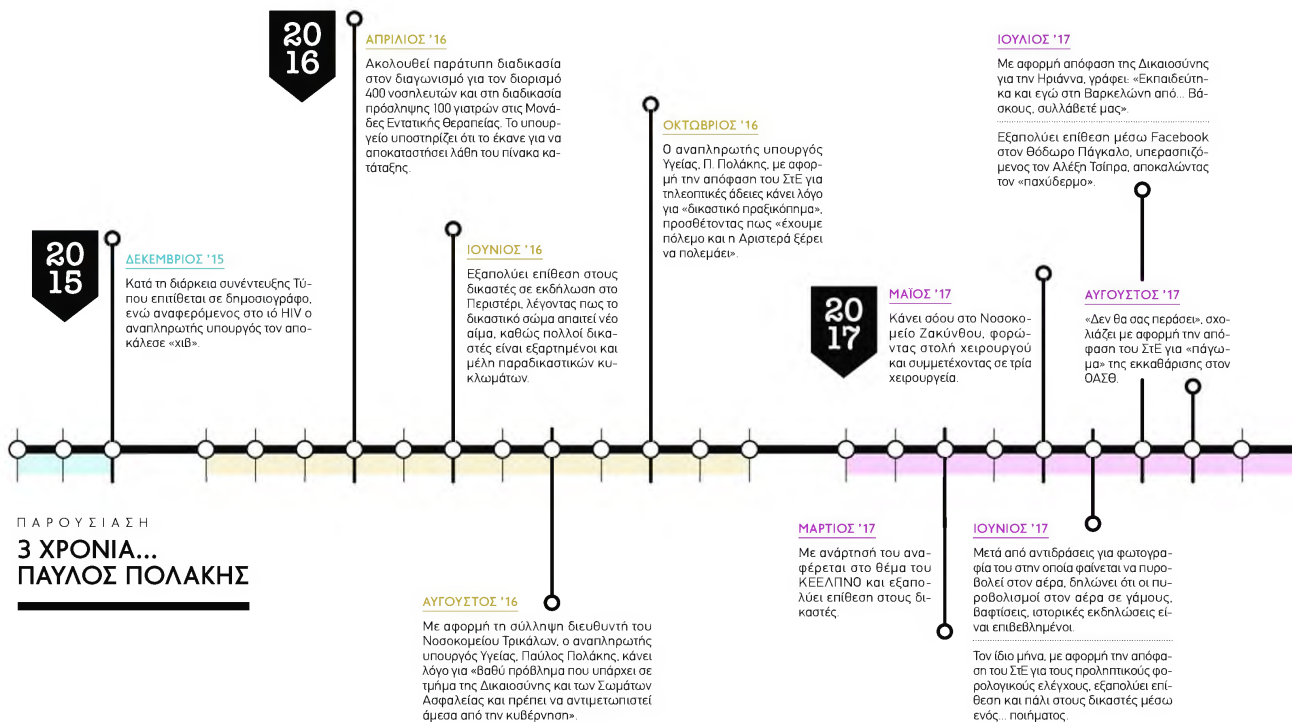 20
15
ΔΕΚΕΜΒΡΙΟΣ '15
Κατά τη διάρκεια συνέντευξης Τύ-
που επιτίθεται σε δημοσιογράφο,
ενώ αναφερόμενος στο ιό HIV ο
αναπληρωτής υπουργός τον απο-
κάλεσε «χιβ».
20
16
ΑΠΡΙΛΙΟΣ '16
Ακολουθεί παράτυπη διαδικασία
στον διαγωνισμό για τον διορισμό
400 νοσηλευτών και στη διαδικασία
πρόσληψης 100 γιατρών στις Μονά-
δες Εντατικής Θεραπείας. Το υπουρ-
γείο υποστηρίζει ότι το έκανε για να
αποκαταστήσει λάθη του πίνακα κα-
τάταξης.
ΙΟΥΝΙΟΣ '16
Εξαπολύει επίθεση στους
δικαστές σε εκδήλωση στο
Περιστέρι, λέγοντας πως το
δικαστικό σώμα απαιτεί νέο
αίμα, καθώς πολλοί δικα-
στές είναι εξαρτημένοι και
μέλη παραδικαστικών κυ-
κλωμάτων.
ΑΥΓΟΥΣΤΟΣ '16
Με αφορμή τη σύλληψη διευθυντή του
Νοσοκομείου Τρικάλων, ο αναπληρωτής
υπουργός Υγείας, Παύλος Πολάκης, κάνει
λόγο για «βαθύ πρόβλημα που υπάρχει σε
τμήμα της Δικαιοσύνης και των Σωμάτων
Ασφαλείας και πρέπει να αντιμετωπιστεί
άμεσα από την κυβέρνηση».
ΟΚΤΩΒΡΙΟΣ '16
Ο αναπληρωτής υπουργός
Υγείας, Π. Πολάκης, με αφορ-
μή την απόφαση του ΣτΕ για
τηλεοπτικές άδειες κάνει λόγο
για «δικαστικό πραξικόπημα»,
προσθέτοντας πως «έχουμε
πόλεμο και η Αριστερά ξέρει
να πολεμάει».
20
17
ΜΑΡΤΙΟΣ '17
Με ανάρτησή του ανα-
φέρεται στο θέμα του
ΚΕΕΛΠΝΟ και εξαπο-
λύει επίθεση στους δι-
καστές.
ΜΑΪΟΣ '17
Κάνει σόου στο Νοσοκο-
μείο Ζακύνθου, φορώ-
ντας στολή χειρουργού
και συμμετέχοντας σε τρία
χειρουργεία.
ΙΟΥΝΙΟΣ '17
Μετά από αντιδράσεις για φωτογρα-
φία του στην οποία φαίνεται να πυρο-
βολεί στον αέρα, δηλώνει ότι οι πυ-
ροβολισμοί στον αέρα σε γάμους,
βαφτίσεις, ιστορικές εκδηλώσεις εί-
ναι επιβεβλημένοι.
Τον ίδιο μήνα, με αφορμή την απόφα-
ση του ΣτΕ για τους προληπτικούς φο-
ρολογικούς ελέγχους, εξαπολύει επί-
θεση και πάλι στους δικαστές μέσω
ενός... ποιήματος.
ΙΟΥΛΙΟΣ '17
Με αφορμή απόφαση της Δικαιοσύνης
για την Ηριάννα, γράφει: «Εκπαιδεύτη-
κα και εγώ στη Βαρκελώνη από... Βά-
σκους, συλλάβετέ μας».
Εξαπολύει επίθεση μέσω Facebook
στον Θόδωρο Πάγκαλο, υπερασπιζό-
μενος τον Αλέξη Τσίπρα, αποκαλώντας
τον «παχύδερμο».
ΑΥΓΟΥΣΤΟΣ '17
«Δεν θα σας περάσει», σχο-
λιάζει με αφορμή την από-
φαση του ΣτΕ για «πάγω-
μα» της εκκαθάρισης στον
ΟΑΣΘ.
ΠΑΡΟΥΣΙΑΣΗ
3 ΧΡΟΝΙΑ...
ΠΑΥΛΟΣ ΠΟΛΑΚΗΣ